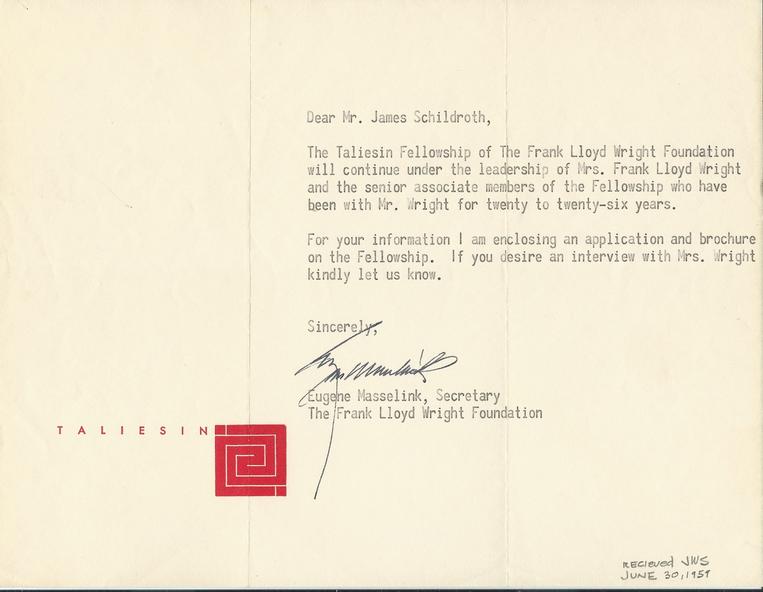 Dear Mr. James Schildroth,
The Taliesin Fellowship of The Frank Lloyd Wright Foundation
will continue under the leadership of Mrs. Frank Lloyd Wright
and the senior associate members of the Fellowship who have
been with Mr. Wright for twenty to twenty-six years.
For your information I am enclosing an application and brochure
on the Fellowship.  If you desire an interview with Mrs. Wright
kindly let us know.
Sincerely,
Eugene Masselink, Secretary
The Frank Lloyd Wright Foundation
TALIESIN
RECIEVED JWS
JUNE 30, 1959